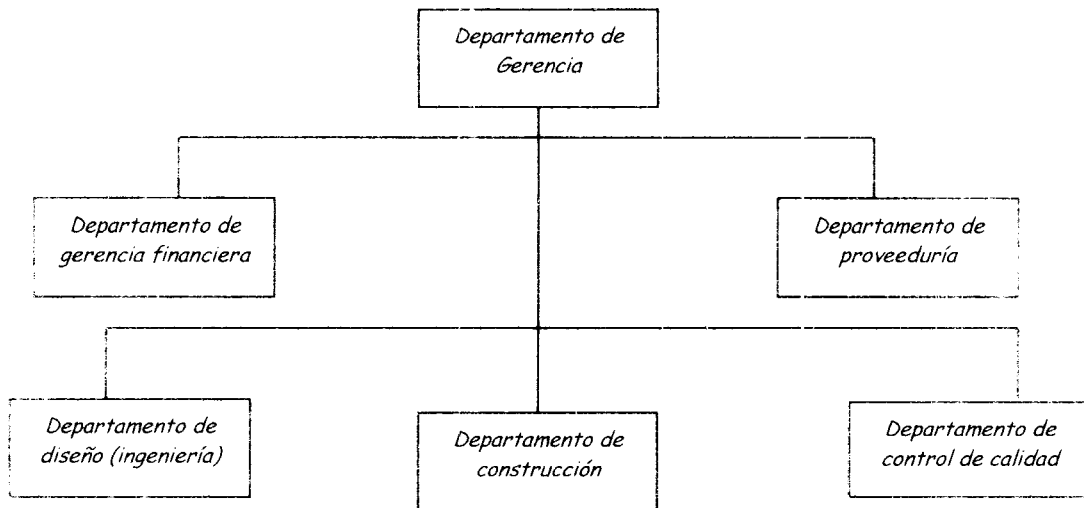 Departamento de
Gerencia
Departamento de
gerencia financiera
Departamento de
proveeduría
Departamento de
diseño (ingeniería)
Departamento de
construcción
Departamento de
control de calidad